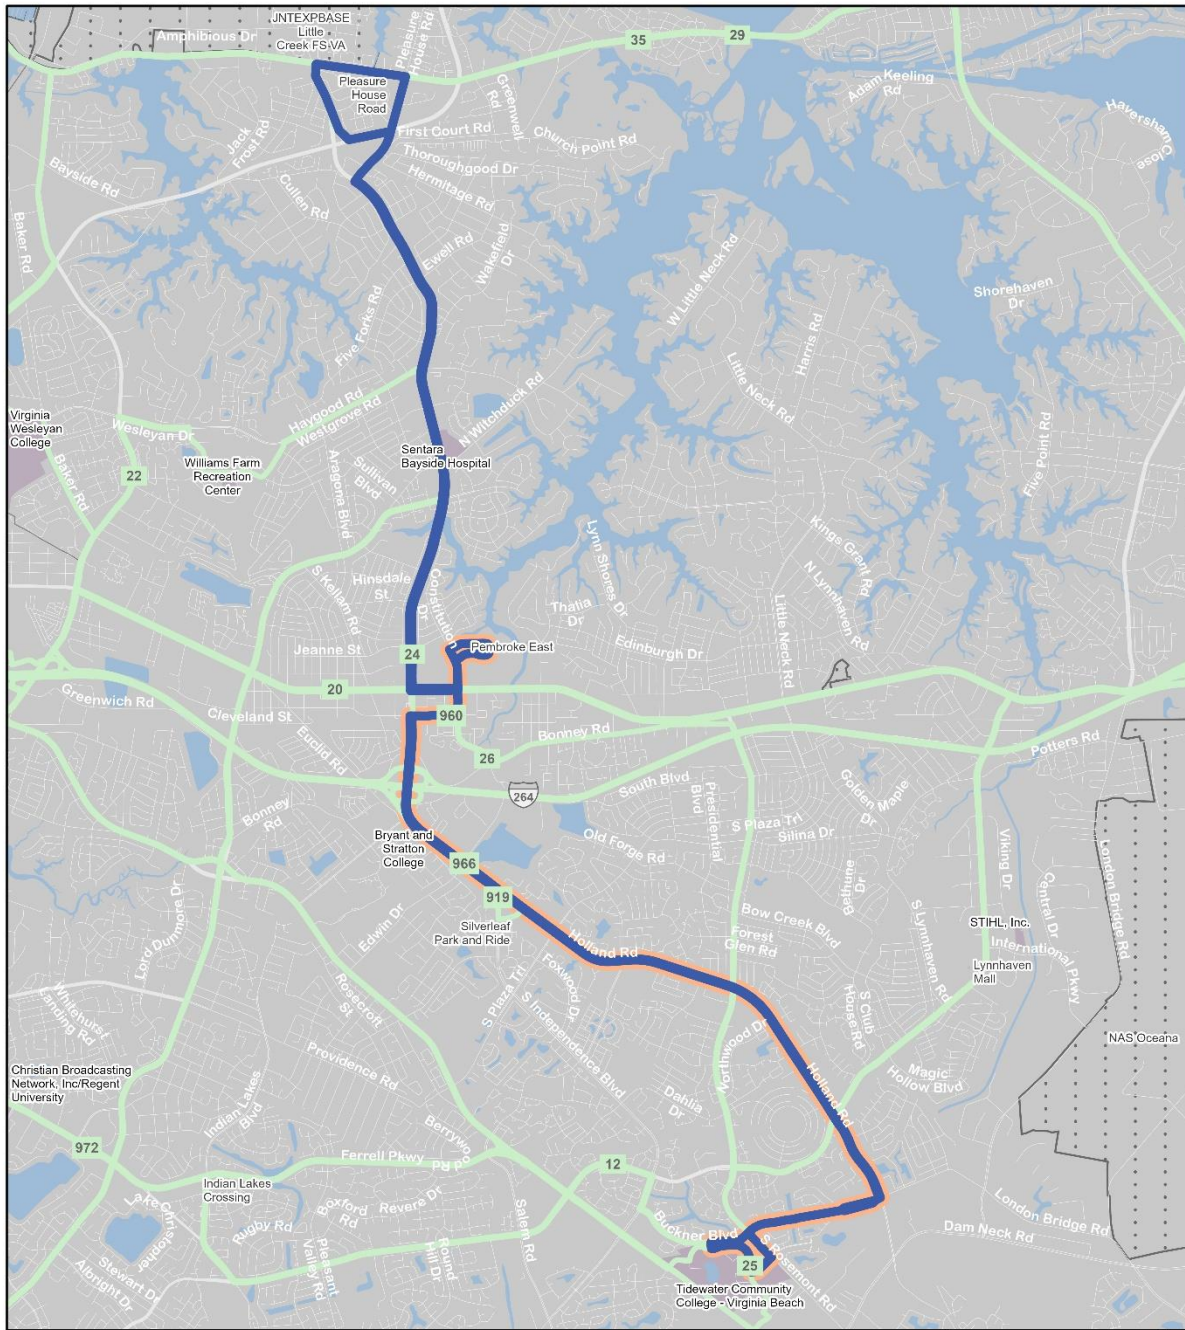 JNTEXPBASE
Little
Creek FS VA
Amphibious Dr
Pleasure
House Rd
35
29
Pleasure
House
Road
Greenwell
Rd
Adam Keeling
Rd
Haversham
Close
Jack
Frost Rd
First Court Rd
Church Point Rd
Bayside Rd
Thoroughgood Dr
Hermitage Rd
Cullen Rd
Baker Rd
Ewell Rd
Wakefield
Dr
W Little Neck Rd
Shorehaven
Dr
Five Forks Rd
Harris Rd
Little Neck Rd
Haygood Rd
Westgrove Rd
N Witchduck Rd
Virginia
Wesleyan
College
Wesleyan Dr
Sentara
Bayside Hospital
Five Point Rd
Williams Farm
Recreation
Center
Baker Rd
22
Aragona Blvd
Sullivan
Blvd
Kings Grant Rd
N Lynnhaven Rd
Lynn Shores Dr
S Kellam Rd
Hinsdale
St
Constitution
Dr
Thalia
Dr
Little Neck Rd
Jeanne St
24
Pembroke East
Edinburgh Dr
20
Greenwich Rd
Cleveland St
960
Bonney Rd
Euclid Rd
26
Potters Rd
264
South Blvd
Golden Maple
Dr
Bonney
Rd
Presidential
Blvd
S Plaza Trl
Silina Dr
Bryant and
Stratton
College
Old Forge Rd
966
Viking Dr
London Bridge Rd
Bethune
Dr
919
Lord Dunmore Dr
Edwin Dr
Silverleaf
Park and Ride
Bow Creek Blvd
S Lynnhaven Rd
Central Dr
STIHL, Inc.
Forest
Glen Rd
Holland Rd
International Pkwy
Lynnhaven
Mall
S Plaza Trl
Foxwood
Dr
S Independence Blvd
Rosecroft
St
Whitehurst
Landing Rd
S Club
House Rd
Northwood Dr
NAS Oceana
Providence Rd
Christian Broadcasting
Network, Inc/Regent
University
Magic
Hollow Blvd
Holland Rd
Dahlia
Dr
Indian Lakes
Blvd
972
Berrywood Rd
Ferrell Pkwy
12
Indian Lakes
Crossing
Lake Christopher
Dr
Rugby Rd
Boxford
Rd
Revere Dr
Salem Rd
Buckner Blvd
London Bridge Rd
Dam Neck Rd
Stewart Dr
Albright Dr
Pleasant
Valley Rd
Round
Hill Dr
25
S Rosemont Rd
Tidewater Community
College - Virginia Beach